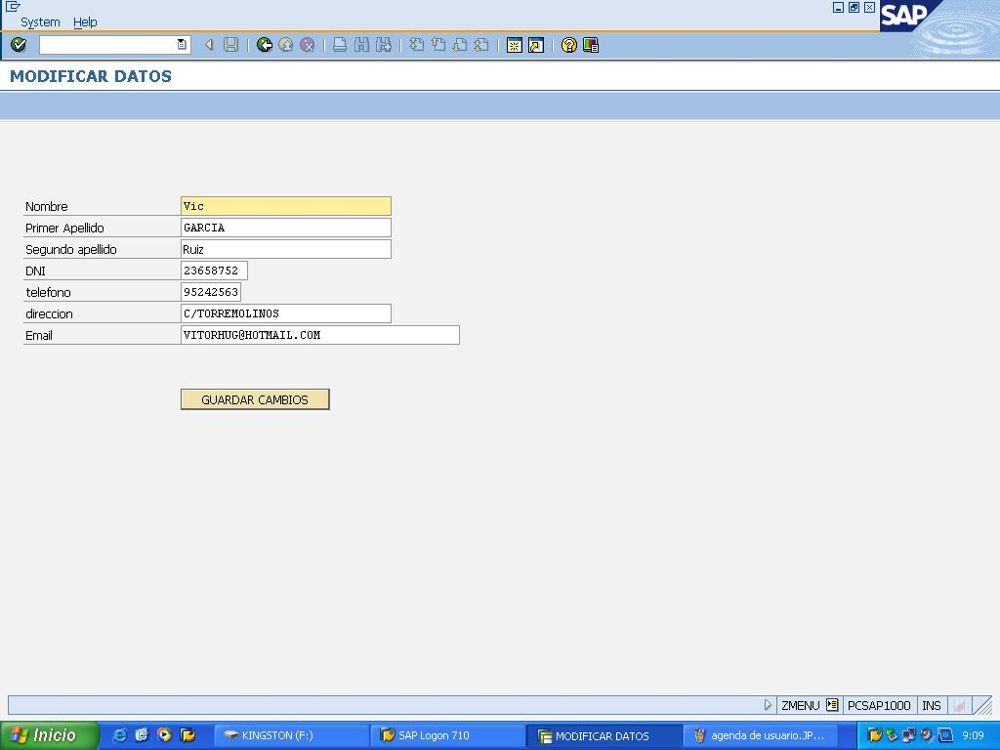 System Help
SAP
MODIFICAR DATOS
Nombre Vic
Primer Apellido GARCIA
Segundo apellido Ruiz
DNI 23658752
telefono 95242563
direccion C/TORREMOLINOS
Email VITORHUG@HOTMAIL.COM
GUARDAR CAMBIOS
ZMENU PCSAP1000 INS
Inicio KINGSTON (F:) SAP Logon 710 MODIFICAR DATOS agenda de usuario.JP... 9:09